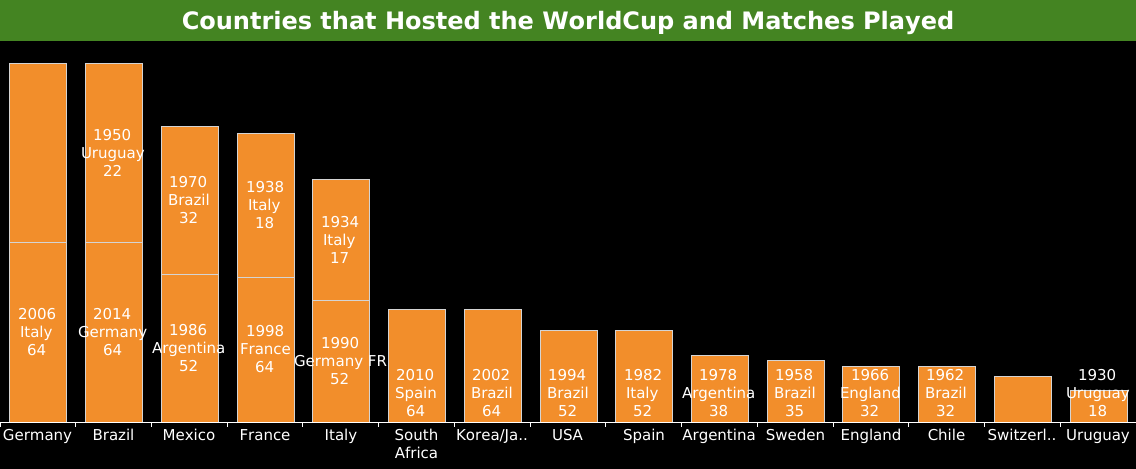 Countries that Hosted the WorldCup and Matches Played
1950
Uruguay
22
1970
Brazil
32
1938
Italy
18
1934
Italy
17
2006
Italy
64
2014
Germany
64
1986
Argentina
52
1998
France
64
1990
Germany FR
52
2010
Spain
64
2002
Brazil
64
1994
Brazil
52
1982
Italy
52
1978
Argentina
38
1958
Brazil
35
1966
England
32
1962
Brazil
32
1930
Uruguay
18
Germany
Brazil
Mexico
France
Italy
South
Africa
Korea/Ja..
USA
Spain
Argentina
Sweden
England
Chile
Switzerl..
Uruguay